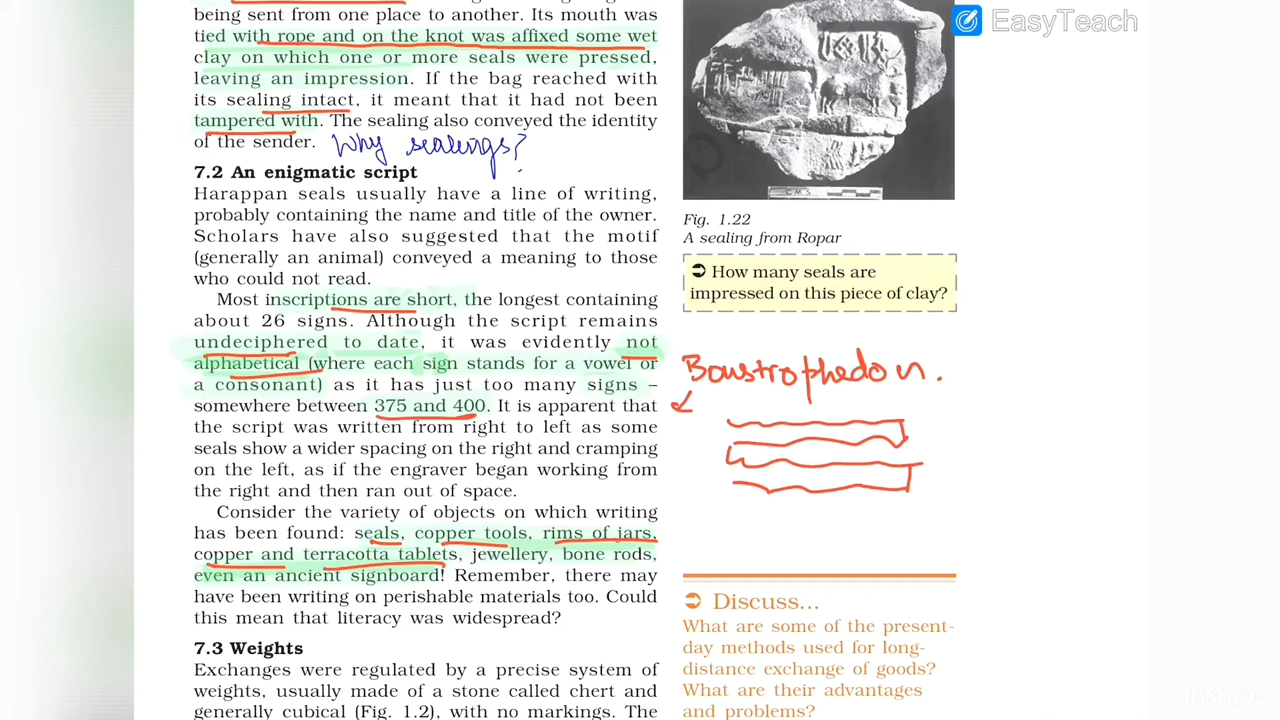 being sent from one place to another. Its mouth was
tied with rope and on the knot was affixed some wet
clay on which one or more seals were pressed,
leaving an impression. If the bag reached with
its sealing intact, it meant that it had not been
tampered with. The sealing also conveyed the identity
of the sender. Why sealings?
7.2 An enigmatic script
Harappan seals usually have a line of writing,
probably containing the name and title of the owner.
Scholars have also suggested that the motif
(generally an animal) conveyed a meaning to those
who could not read.
Most inscriptions are short, the longest containing
about 26 signs. Although the script remains
undeciphered to date, it was evidently not
alphabetical (where each sign stands for a vowel or
a consonant) as it has just too many signs –
somewhere between 375 and 400. It is apparent that
the script was written from right to left as some
seals show a wider spacing on the right and cramping
on the left, as if the engraver began working from
the right and then ran out of space.
Consider the variety of objects on which writing
has been found: seals, copper tools, rims of jars,
copper and terracotta tablets, jewellery, bone rods,
even an ancient signboard! Remember, there may
have been writing on perishable materials too. Could
this mean that literacy was widespread?
7.3 Weights
Exchanges were regulated by a precise system of
weights, usually made of a stone called chert and
generally cubical (Fig. 1.2), with no markings. The
EasyTeach
Fig. 1.22
A sealing from Ropar
➲ How many seals are
impressed on this piece of clay?
Boustrophedon.
➲ Discuss...
What are some of the present-
day methods used for long-
distance exchange of goods?
What are their advantages
and problems?